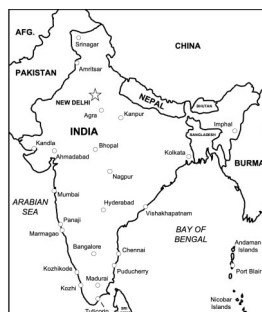 AFG.
Srinagar
CHINA
Amritsar
PAKISTAN
NEW DELHI
NEPAL
BHUTAN
Agra
Kanpur
Imphal
INDIA
BANGLADESH
Kandla
Bhopal
Ahmadabad
Kolkata
BURMA
Nagpur
Mumbai
ARABIAN
SEA
Hyderabad
Vishakhapatnam
Panaji
BAY OF
BENGAL
Marmagao
Andaman
Islands
Bangalore
Chennai
Kozhikode
Puducherry
Port Blair
Madurai
Kozhi
Nicobar
Islands
Tuticorin
SRI